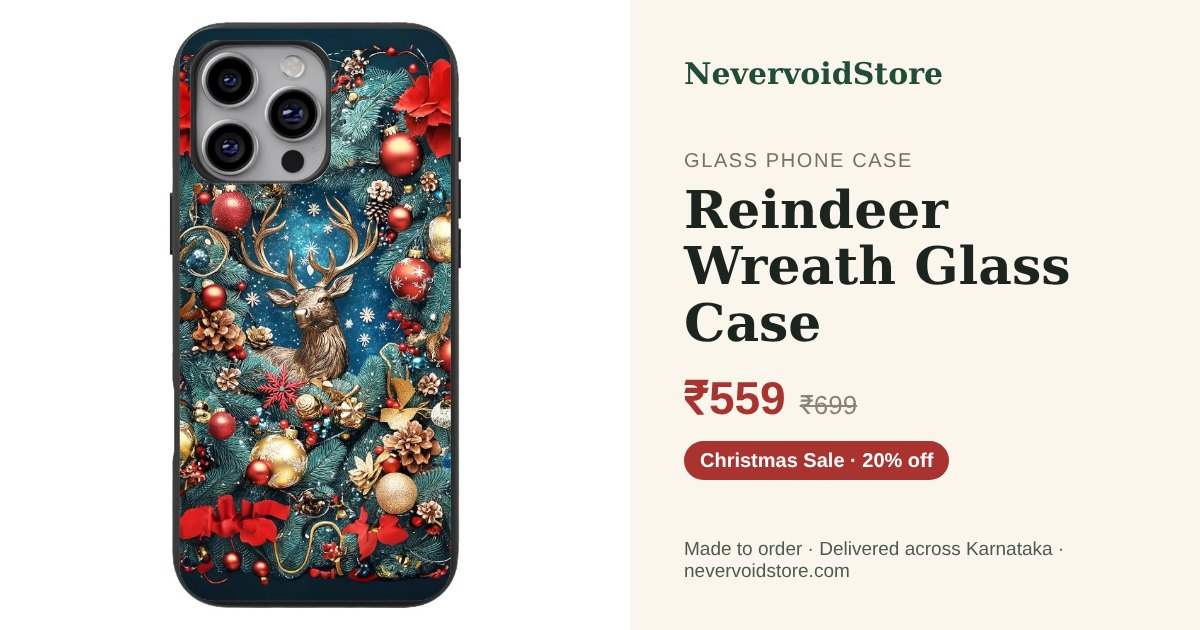 NevervoidStore
GLASS PHONE CASE
Reindeer
Wreath Glass
Case
₹559 ₹699
Christmas Sale · 20% off
Made to order · Delivered across Karnataka ·
nevervoidstore.com